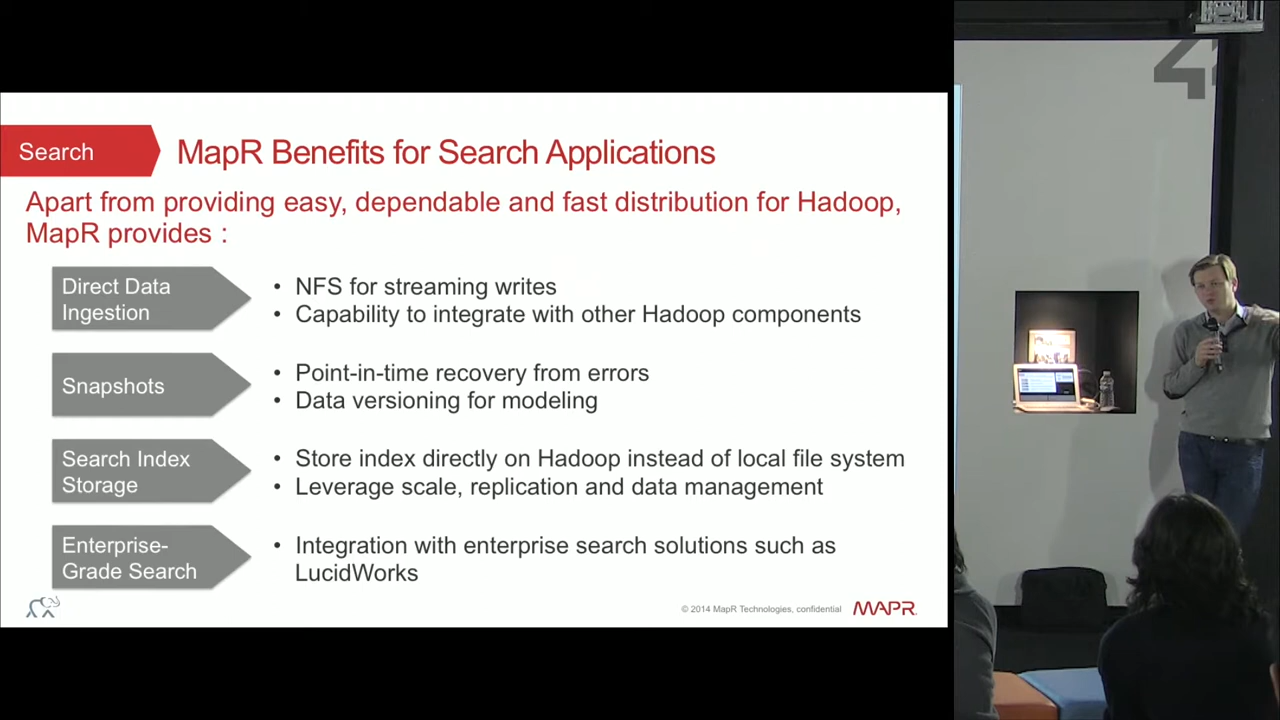 Search
MapR Benefits for Search Applications
Apart from providing easy, dependable and fast distribution for Hadoop,
MapR provides :
Direct Data
Ingestion
• NFS for streaming writes
• Capability to integrate with other Hadoop components
Snapshots
• Point-in-time recovery from errors
• Data versioning for modeling
Search Index
Storage
• Store index directly on Hadoop instead of local file system
• Leverage scale, replication and data management
Enterprise-
Grade Search
• Integration with enterprise search solutions such as
LucidWorks
© 2014 MapR Technologies, confidential
MAPR
42